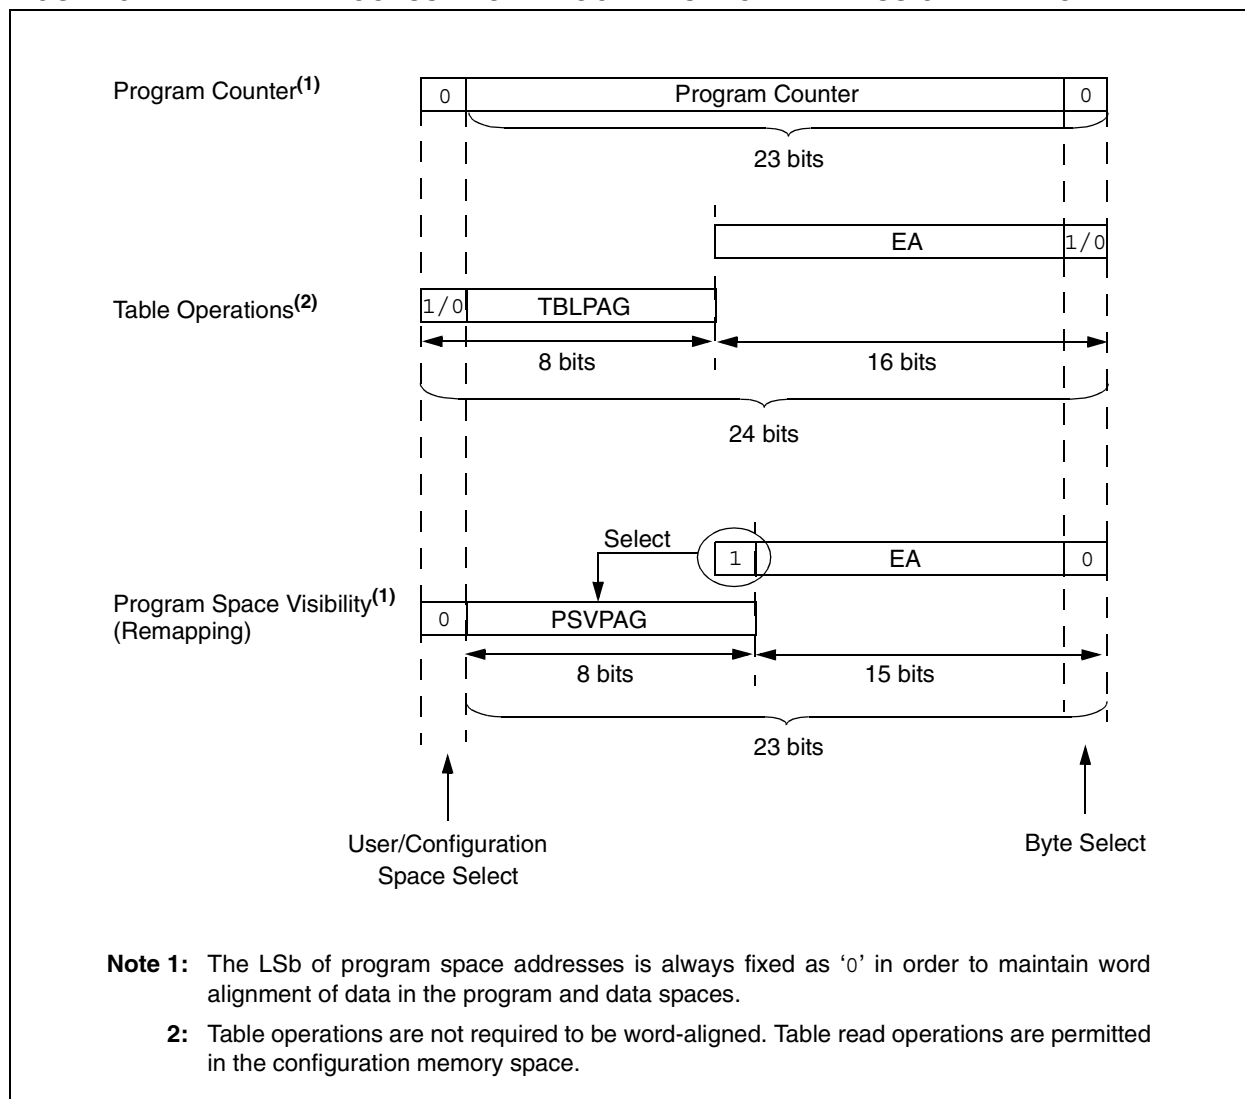 Program Counter(1)
0
Program Counter
0
23 bits
EA
1/0
Table Operations(2)
1/0
TBLPAG
8 bits
16 bits
24 bits
Select
1
EA
0
Program Space Visibility(1)
(Remapping)
0
PSVPAG
8 bits
15 bits
23 bits
User/Configuration
Space Select
Byte Select
Note 1: The LSb of program space addresses is always fixed as ‘0’ in order to maintain word
alignment of data in the program and data spaces.
2: Table operations are not required to be word-aligned. Table read operations are permitted
in the configuration memory space.